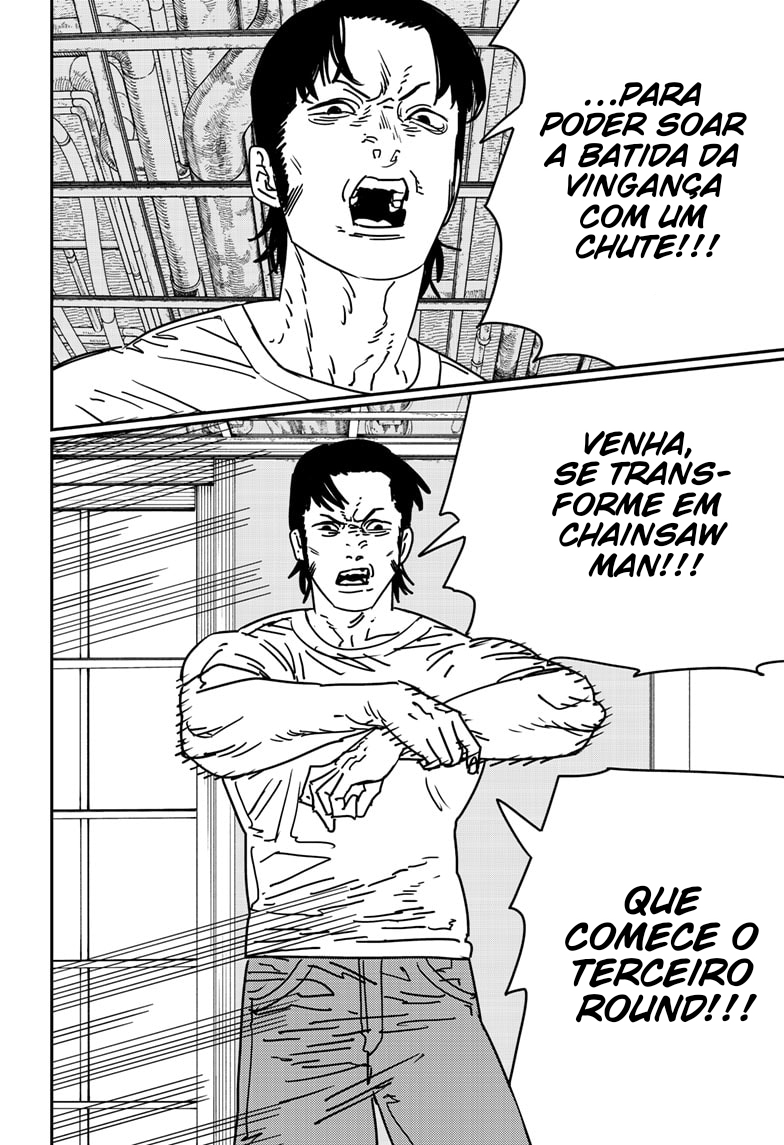 ...PARA
PODER SOAR
A BATIDA DA
VINGANÇA
COM UM
CHUTE!!!
VENHA,
SE TRANS-
FORME EM
CHAINSAW
MAN!!!
QUE
COMECE O
TERCEIRO
ROUND!!!